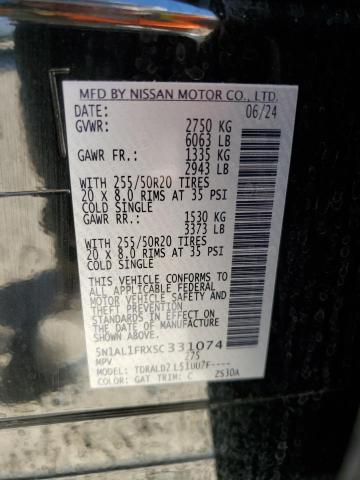 MFD BY NISSAN MOTOR CO., LTD.
DATE: 06/24
GVWR: 2750 KG
6063 LB
GAWR FR.: 1335 KG
2943 LB
WITH 255/50R20 TIRES
20 x 8.0 RIMS AT 35 PSI
COLD SINGLE
GAWR RR.: 1530 KG
3373 LB
WITH 255/50R20 TIRES
20 x 8.0 RIMS AT 35 PSI
COLD SINGLE
THIS VEHICLE CONFORMS TO
ALL APPLICABLE FEDERAL
MOTOR VEHICLE SAFETY AND
THEFT PREVENTION
STANDARDS IN EFFECT ON
THE DATE OF MANUFACTURE
SHOWN ABOVE.
5N1AL1FRXSC 331074
MPV 275
MODEL:
COLOR: GAT TRIM: C ZS30A